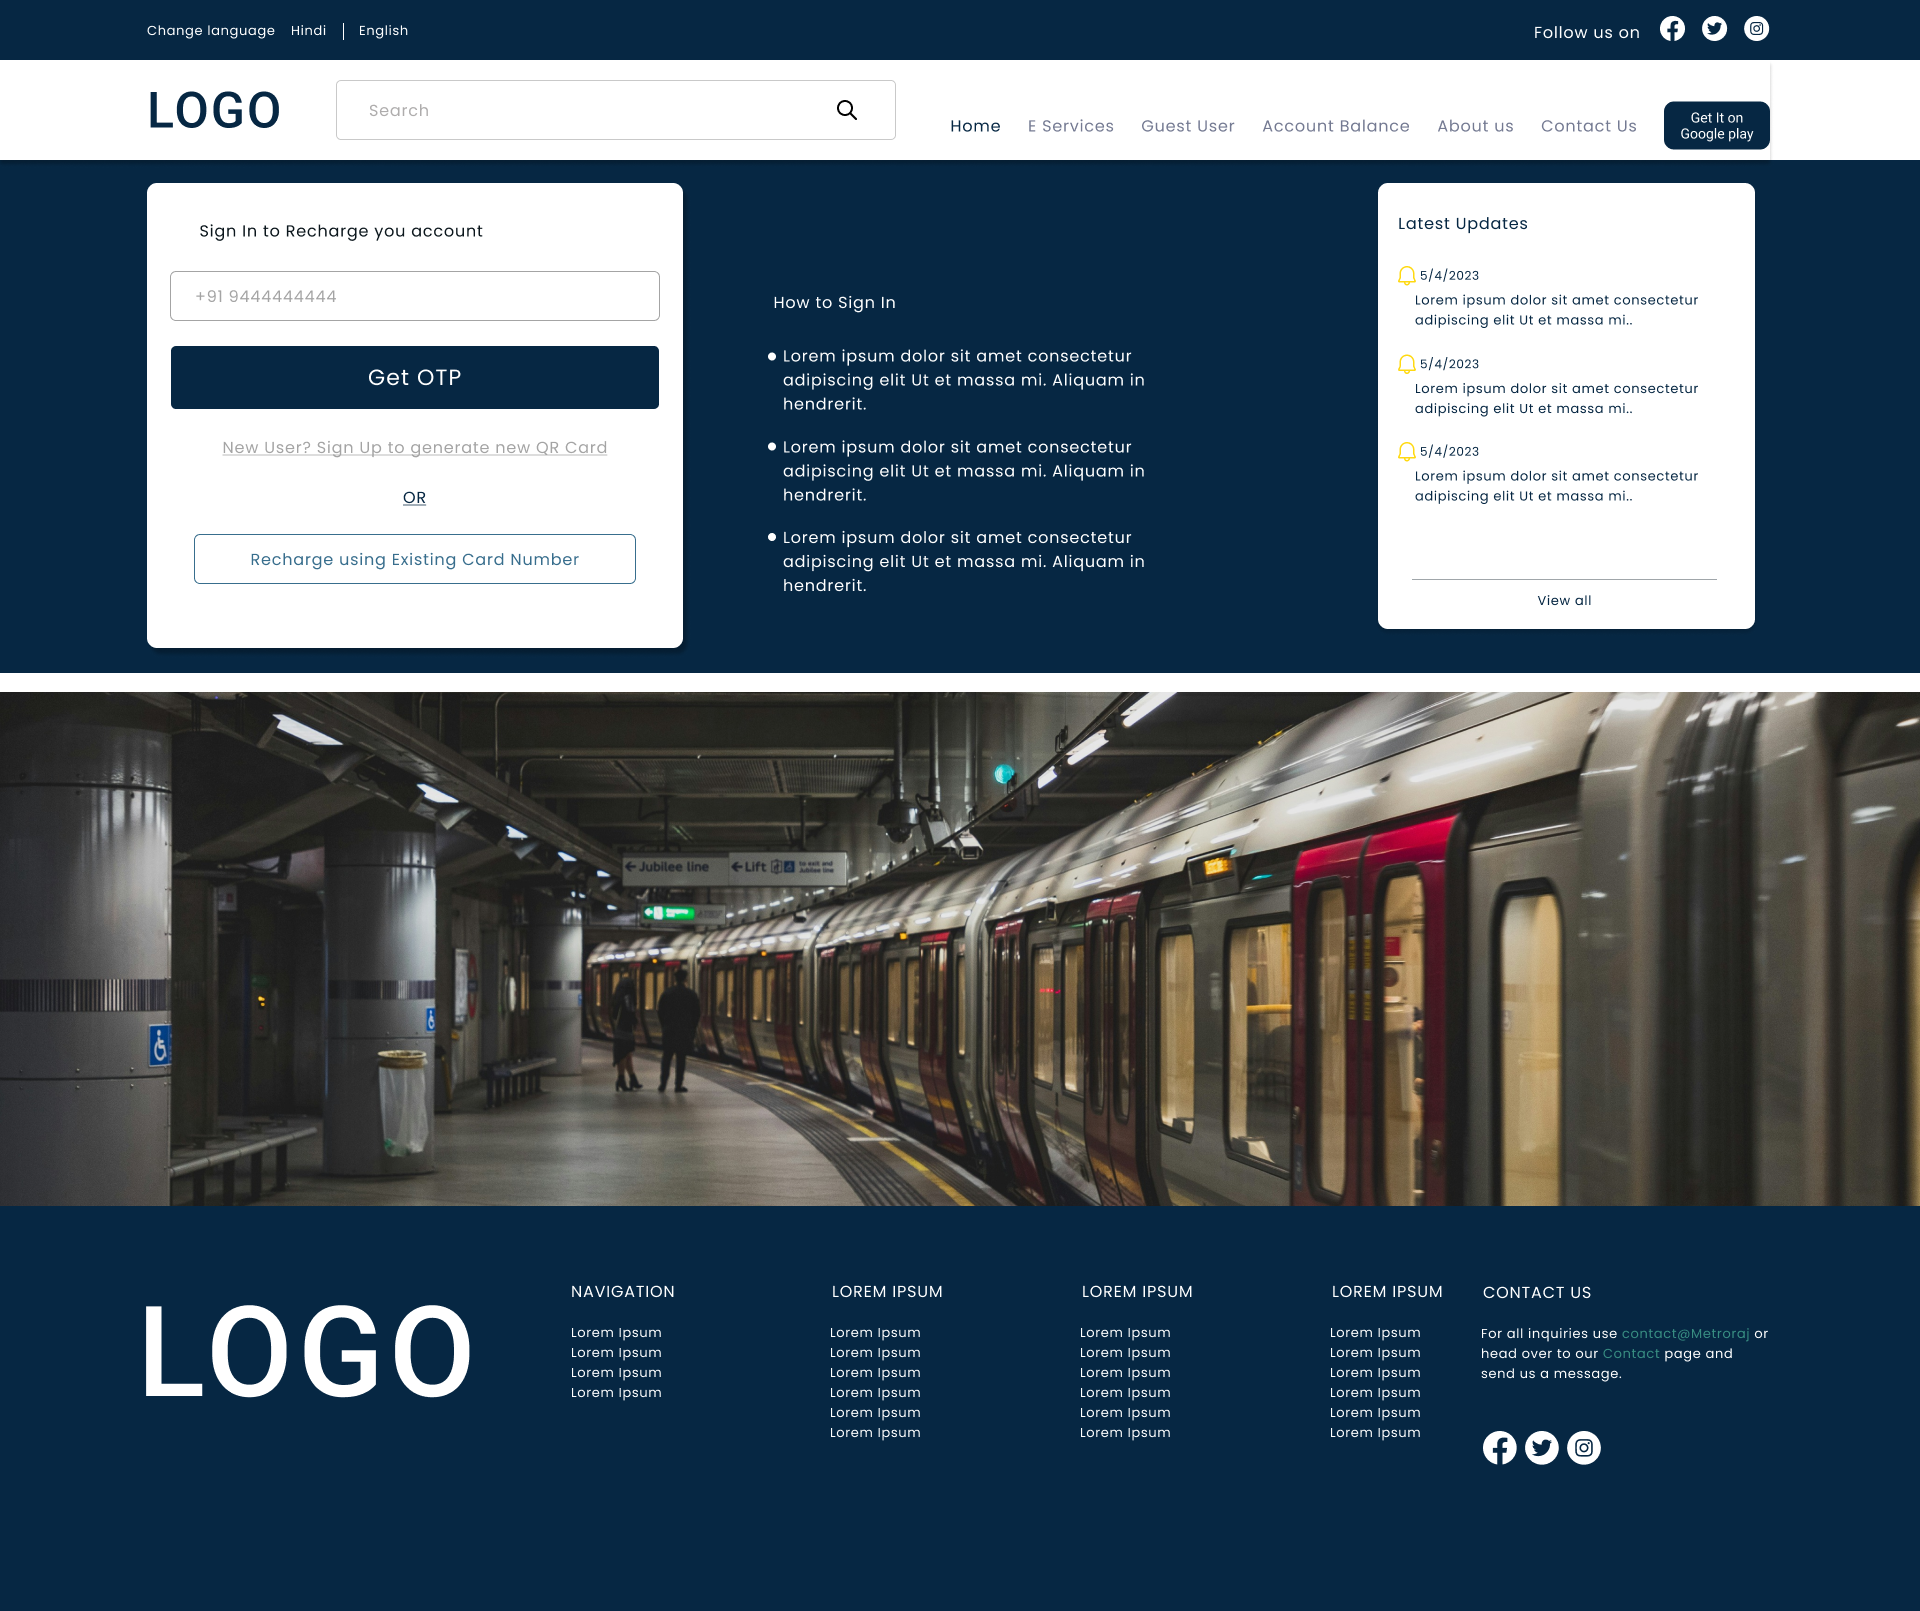 Change language Hindi | English
Follow us on
LOGO
Search
Home E Services Guest User Account Balance About us Contact Us
Get It on
Google play
Sign In to Recharge you account
+91 9444444444
Get OTP
New User? Sign Up to generate new QR Card
OR
Recharge using Existing Card Number
How to Sign In
Lorem ipsum dolor sit amet consectetur
adipiscing elit Ut et massa mi. Aliquam in
hendrerit.
Lorem ipsum dolor sit amet consectetur
adipiscing elit Ut et massa mi. Aliquam in
hendrerit.
Lorem ipsum dolor sit amet consectetur
adipiscing elit Ut et massa mi. Aliquam in
hendrerit.
Latest Updates
5/4/2023
Lorem ipsum dolor sit amet consectetur
adipiscing elit Ut et massa mi..
5/4/2023
Lorem ipsum dolor sit amet consectetur
adipiscing elit Ut et massa mi..
5/4/2023
Lorem ipsum dolor sit amet consectetur
adipiscing elit Ut et massa mi..
View all
Jubilee line
Lift
to exit and
Jubilee line
LOGO
NAVIGATION
Lorem Ipsum
Lorem Ipsum
Lorem Ipsum
Lorem Ipsum
LOREM IPSUM
Lorem Ipsum
Lorem Ipsum
Lorem Ipsum
Lorem Ipsum
Lorem Ipsum
Lorem Ipsum
LOREM IPSUM
Lorem Ipsum
Lorem Ipsum
Lorem Ipsum
Lorem Ipsum
Lorem Ipsum
Lorem Ipsum
LOREM IPSUM
Lorem Ipsum
Lorem Ipsum
Lorem Ipsum
Lorem Ipsum
Lorem Ipsum
Lorem Ipsum
CONTACT US
For all inquiries use contact@Metroraj or
head over to our Contact page and
send us a message.